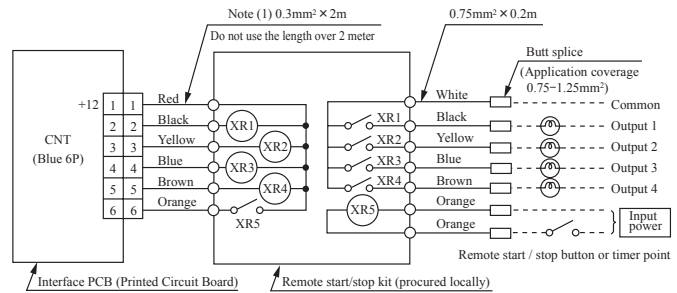 Note (1) 0.3mm² × 2m
Do not use the length over 2 meter
0.75mm² × 0.2m
Butt splice
(Application coverage
0.75−1.25mm²)
CNT
(Blue 6P)
+12 1 1 Red
2 2 Black XR1
3 3 Yellow XR2
4 4 Blue XR3
5 5 Brown XR4
6 6 Orange XR5
White Common
XR1 Black Output 1
XR2 Yellow Output 2
XR3 Blue Output 3
XR4 Brown Output 4
XR5 Orange
Orange
Input
power
Remote start / stop button or timer point
Interface PCB (Printed Circuit Board)
Remote start/stop kit (procured locally)